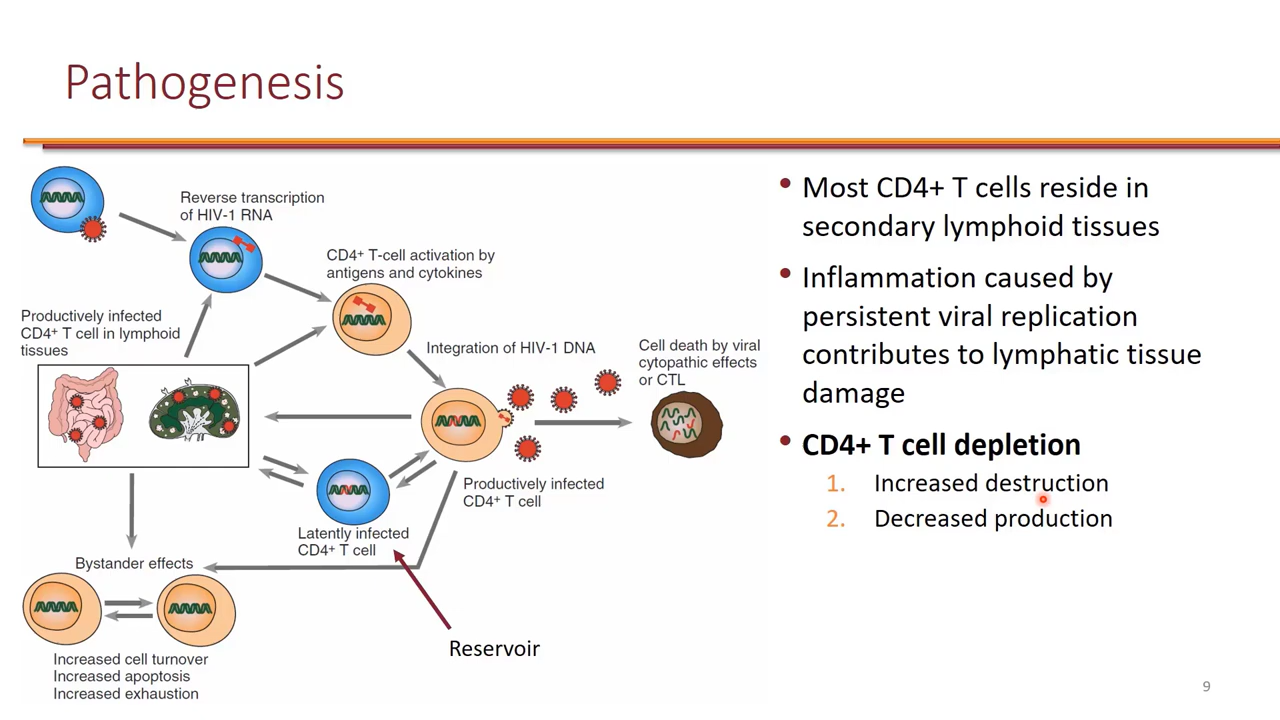 Pathogenesis
Reverse transcription
of HIV-1 RNA
CD4⁺ T-cell activation by
antigens and cytokines
Productively infected
CD4⁺ T cell in lymphoid
tissues
Integration of HIV-1 DNA
Cell death by viral
cytopathic effects
or CTL
Productively infected
CD4⁺ T cell
Latently infected
CD4⁺ T cell
Bystander effects
Increased cell turnover
Increased apoptosis
Increased exhaustion
Reservoir
• Most CD4+ T cells reside in
secondary lymphoid tissues
• Inflammation caused by
persistent viral replication
contributes to lymphatic tissue
damage
• CD4+ T cell depletion
1. Increased destruction
2. Decreased production
9